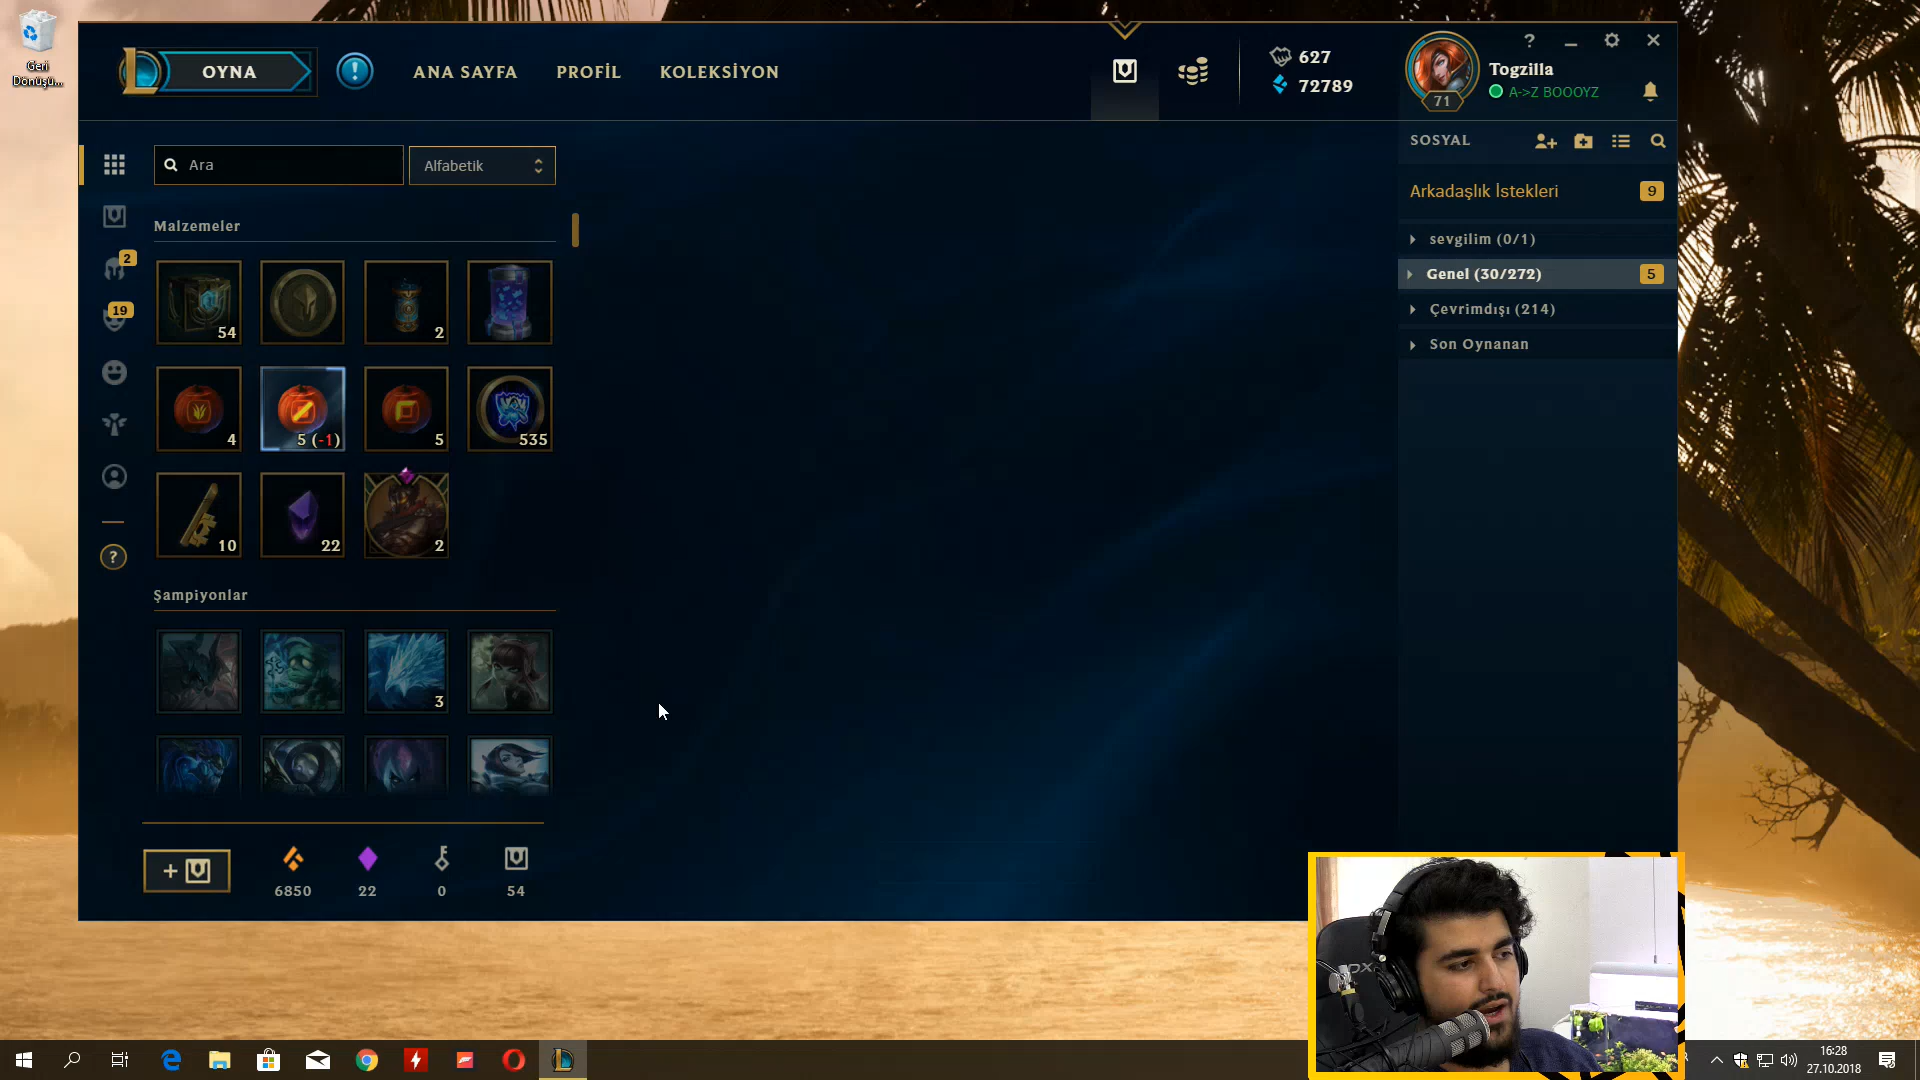 Geri
Dönüşü...
OYNA
ANA SAYFA
PROFİL
KOLEKSİYON
627
72789
71
Togzilla
A->Z BOOOYZ
Ara
Alfabetik
SOSYAL
Arkadaşlık İstekleri
9
sevgilim (0/1)
Genel (30/272)
5
Çevrimdışı (214)
Son Oynanan
2
19
Malzemeler
54
2
4
5 (-1)
5
535
10
22
2
Şampiyonlar
3
6850
22
0
54
16:28
27.10.2018